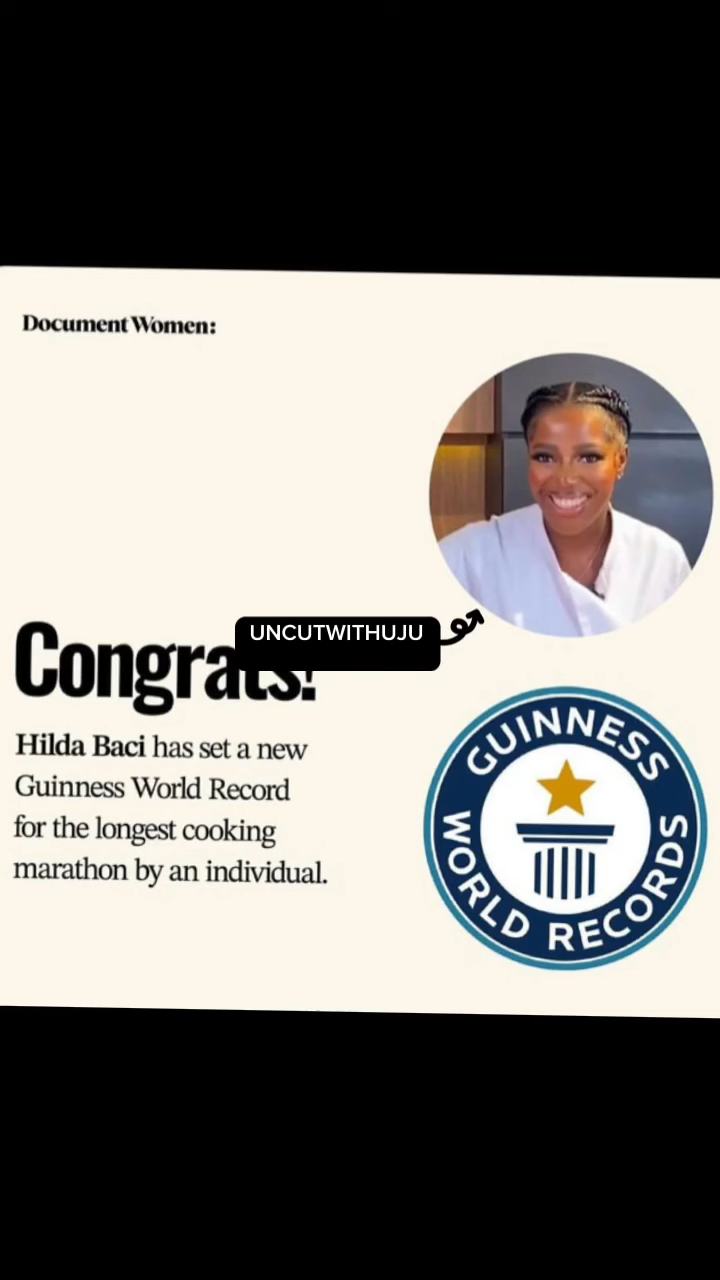 Document Women:
UNCUTWITHUJU
Congrats!
Hilda Baci has set a new
Guinness World Record
for the longest cooking
marathon by an individual.
GUINNESS
WORLD RECORDS